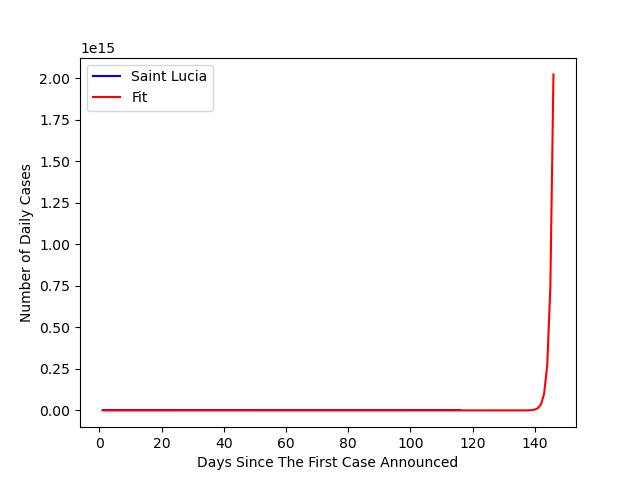 1e15
Saint Lucia
Fit
2.00
1.75
1.50
1.25
1.00
0.75
0.50
0.25
0.00
Number of Daily Cases
0 20 40 60 80 100 120 140
Days Since The First Case Announced